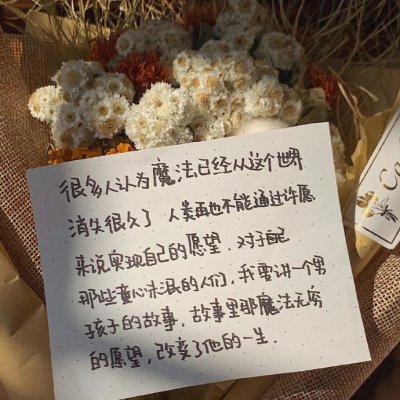 很多人认为魔法已经从这个世界
消失很久了 人类再也不能通过许愿
来说实现自己的愿望. 对于自己
那些童心未泯的人们, 我要讲一个男
孩子的故事, 故事里那魔法无穷
的愿望, 改变了他的一生.